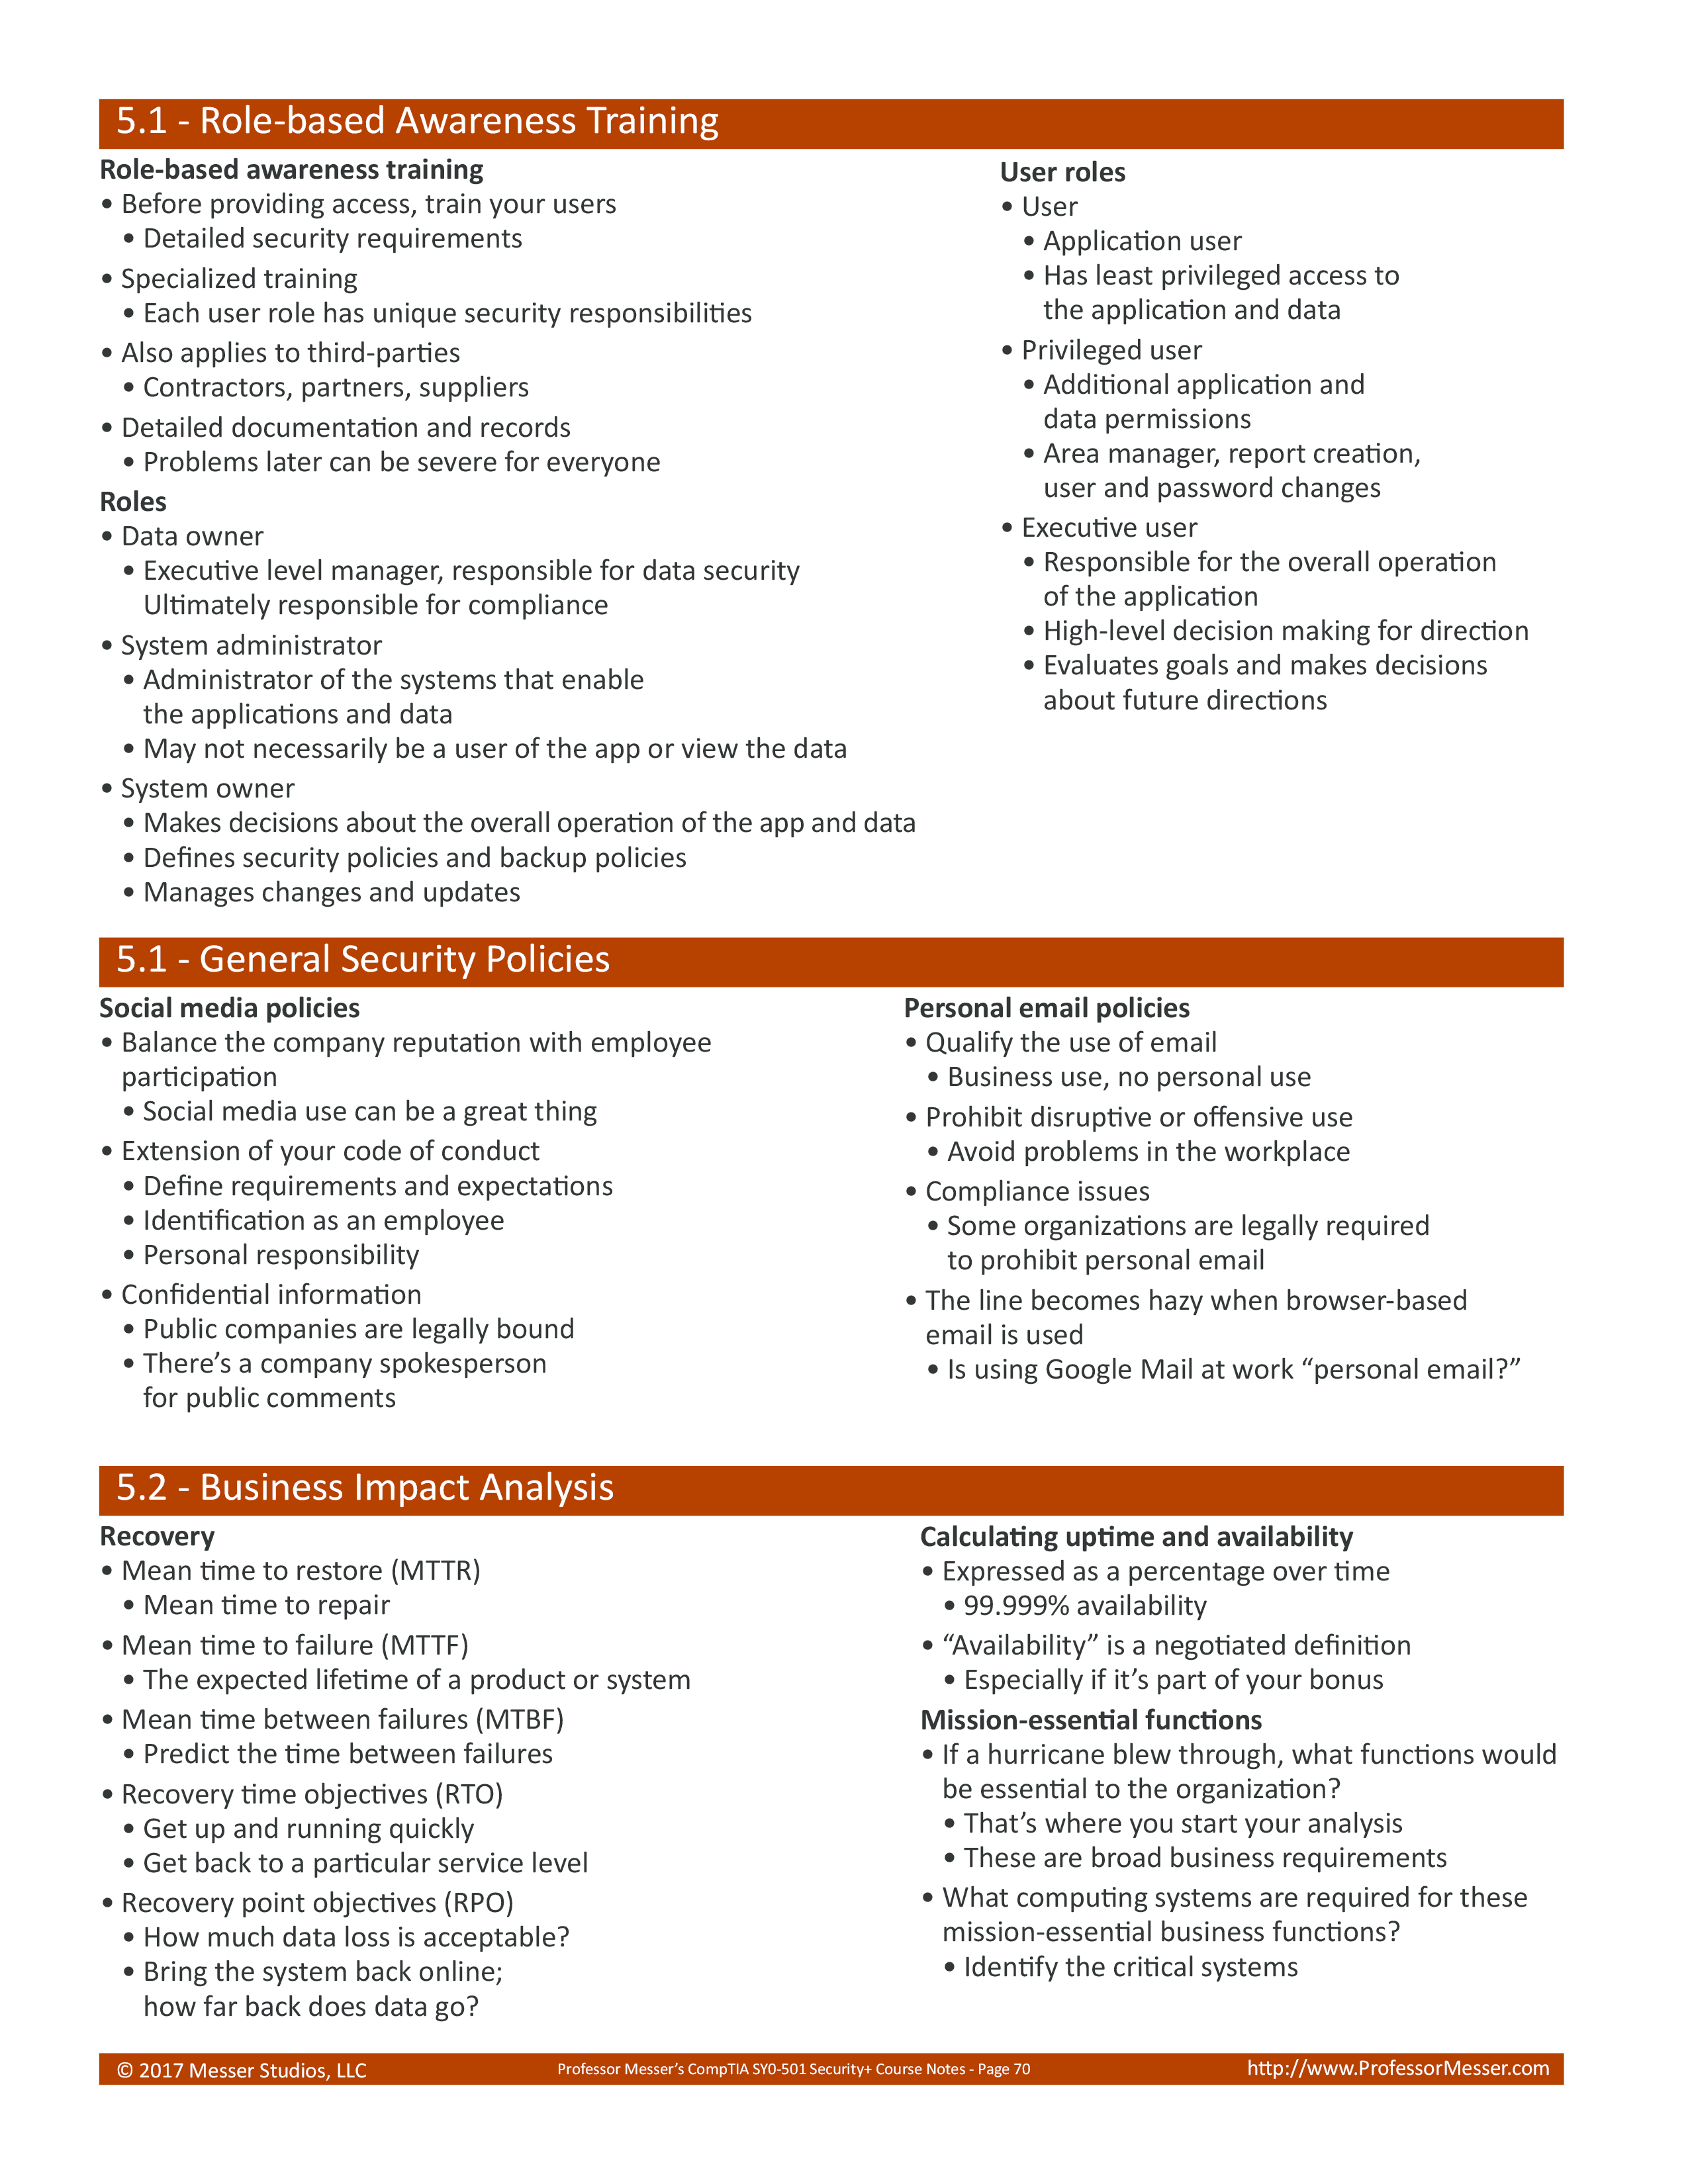 5.1 - Role-based Awareness Training
Role-based awareness training
• Before providing access, train your users
• Detailed security requirements
• Specialized training
• Each user role has unique security responsibilities
• Also applies to third-parties
• Contractors, partners, suppliers
• Detailed documentation and records
• Problems later can be severe for everyone
Roles
• Data owner
• Executive level manager, responsible for data security
Ultimately responsible for compliance
• System administrator
• Administrator of the systems that enable
the applications and data
• May not necessarily be a user of the app or view the data
• System owner
• Makes decisions about the overall operation of the app and data
• Defines security policies and backup policies
• Manages changes and updates
User roles
• User
• Application user
• Has least privileged access to
the application and data
• Privileged user
• Additional application and
data permissions
• Area manager, report creation,
user and password changes
• Executive user
• Responsible for the overall operation
of the application
• High-level decision making for direction
• Evaluates goals and makes decisions
about future directions
5.1 - General Security Policies
Social media policies
• Balance the company reputation with employee
participation
• Social media use can be a great thing
• Extension of your code of conduct
• Define requirements and expectations
• Identification as an employee
• Personal responsibility
• Confidential information
• Public companies are legally bound
• There’s a company spokesperson
for public comments
Personal email policies
• Qualify the use of email
• Business use, no personal use
• Prohibit disruptive or offensive use
• Avoid problems in the workplace
• Compliance issues
• Some organizations are legally required
to prohibit personal email
• The line becomes hazy when browser-based
email is used
• Is using Google Mail at work “personal email?”
5.2 - Business Impact Analysis
Recovery
• Mean time to restore (MTTR)
• Mean time to repair
• Mean time to failure (MTTF)
• The expected lifetime of a product or system
• Mean time between failures (MTBF)
• Predict the time between failures
• Recovery time objectives (RTO)
• Get up and running quickly
• Get back to a particular service level
• Recovery point objectives (RPO)
• How much data loss is acceptable?
• Bring the system back online;
how far back does data go?
Calculating uptime and availability
• Expressed as a percentage over time
• 99.999% availability
• “Availability” is a negotiated definition
• Especially if it’s part of your bonus
Mission-essential functions
• If a hurricane blew through, what functions would
be essential to the organization?
• That’s where you start your analysis
• These are broad business requirements
• What computing systems are required for these
mission-essential business functions?
• Identify the critical systems
© 2017 Messer Studios, LLC
Professor Messer’s CompTIA SY0-501 Security+ Course Notes - Page 70
http://www.ProfessorMesser.com